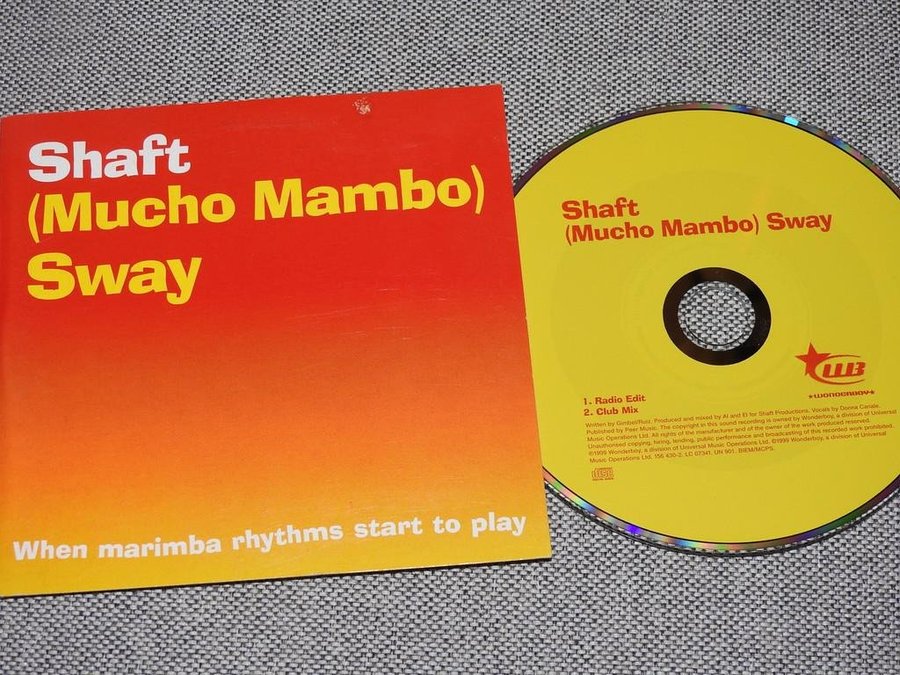 Shaft
(Mucho Mambo)
Sway
When marimba rhythms start to play
Shaft
(Mucho Mambo) Sway
WB
★WONDERBOY★
1. Radio Edit
2. Club Mix
Written by Gimbel/Ruiz. Produced and mixed by Al and El for Shaft Productions. Vocals by Donna Canale.
Published by Peer Music. The copyright in this sound recording is owned by Wonderboy, a division of Universal
Music Operations Ltd. All rights of the manufacturer and of the owner of the work produced reserved.
Unauthorised copying, hiring, lending, public performance and broadcasting of this recorded work prohibited.
©1999 Wonderboy, a division of Universal Music Operations Ltd. ℗1999 Wonderboy, a division of Universal
Music Operations Ltd. 156 430-2. LC 07341. UN 901. BIEM/MCPS.